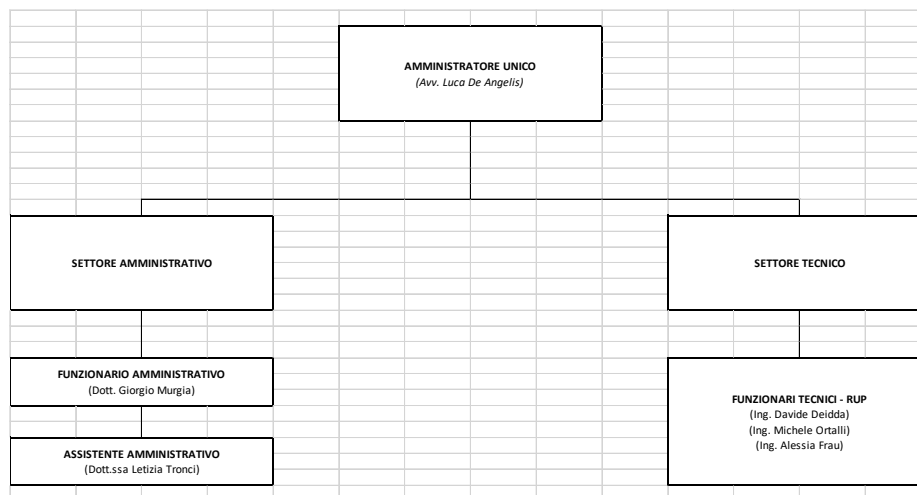 AMMINISTRATORE UNICO
(Avv. Luca De Angelis)
SETTORE AMMINISTRATIVO
SETTORE TECNICO
FUNZIONARIO AMMINISTRATIVO
(Dott. Giorgio Murgia)
ASSISTENTE AMMINISTRATIVO
(Dott.ssa Letizia Tronci)
FUNZIONARI TECNICI - RUP
(Ing. Davide Deidda)
(Ing. Michele Ortalli)
(Ing. Alessia Frau)